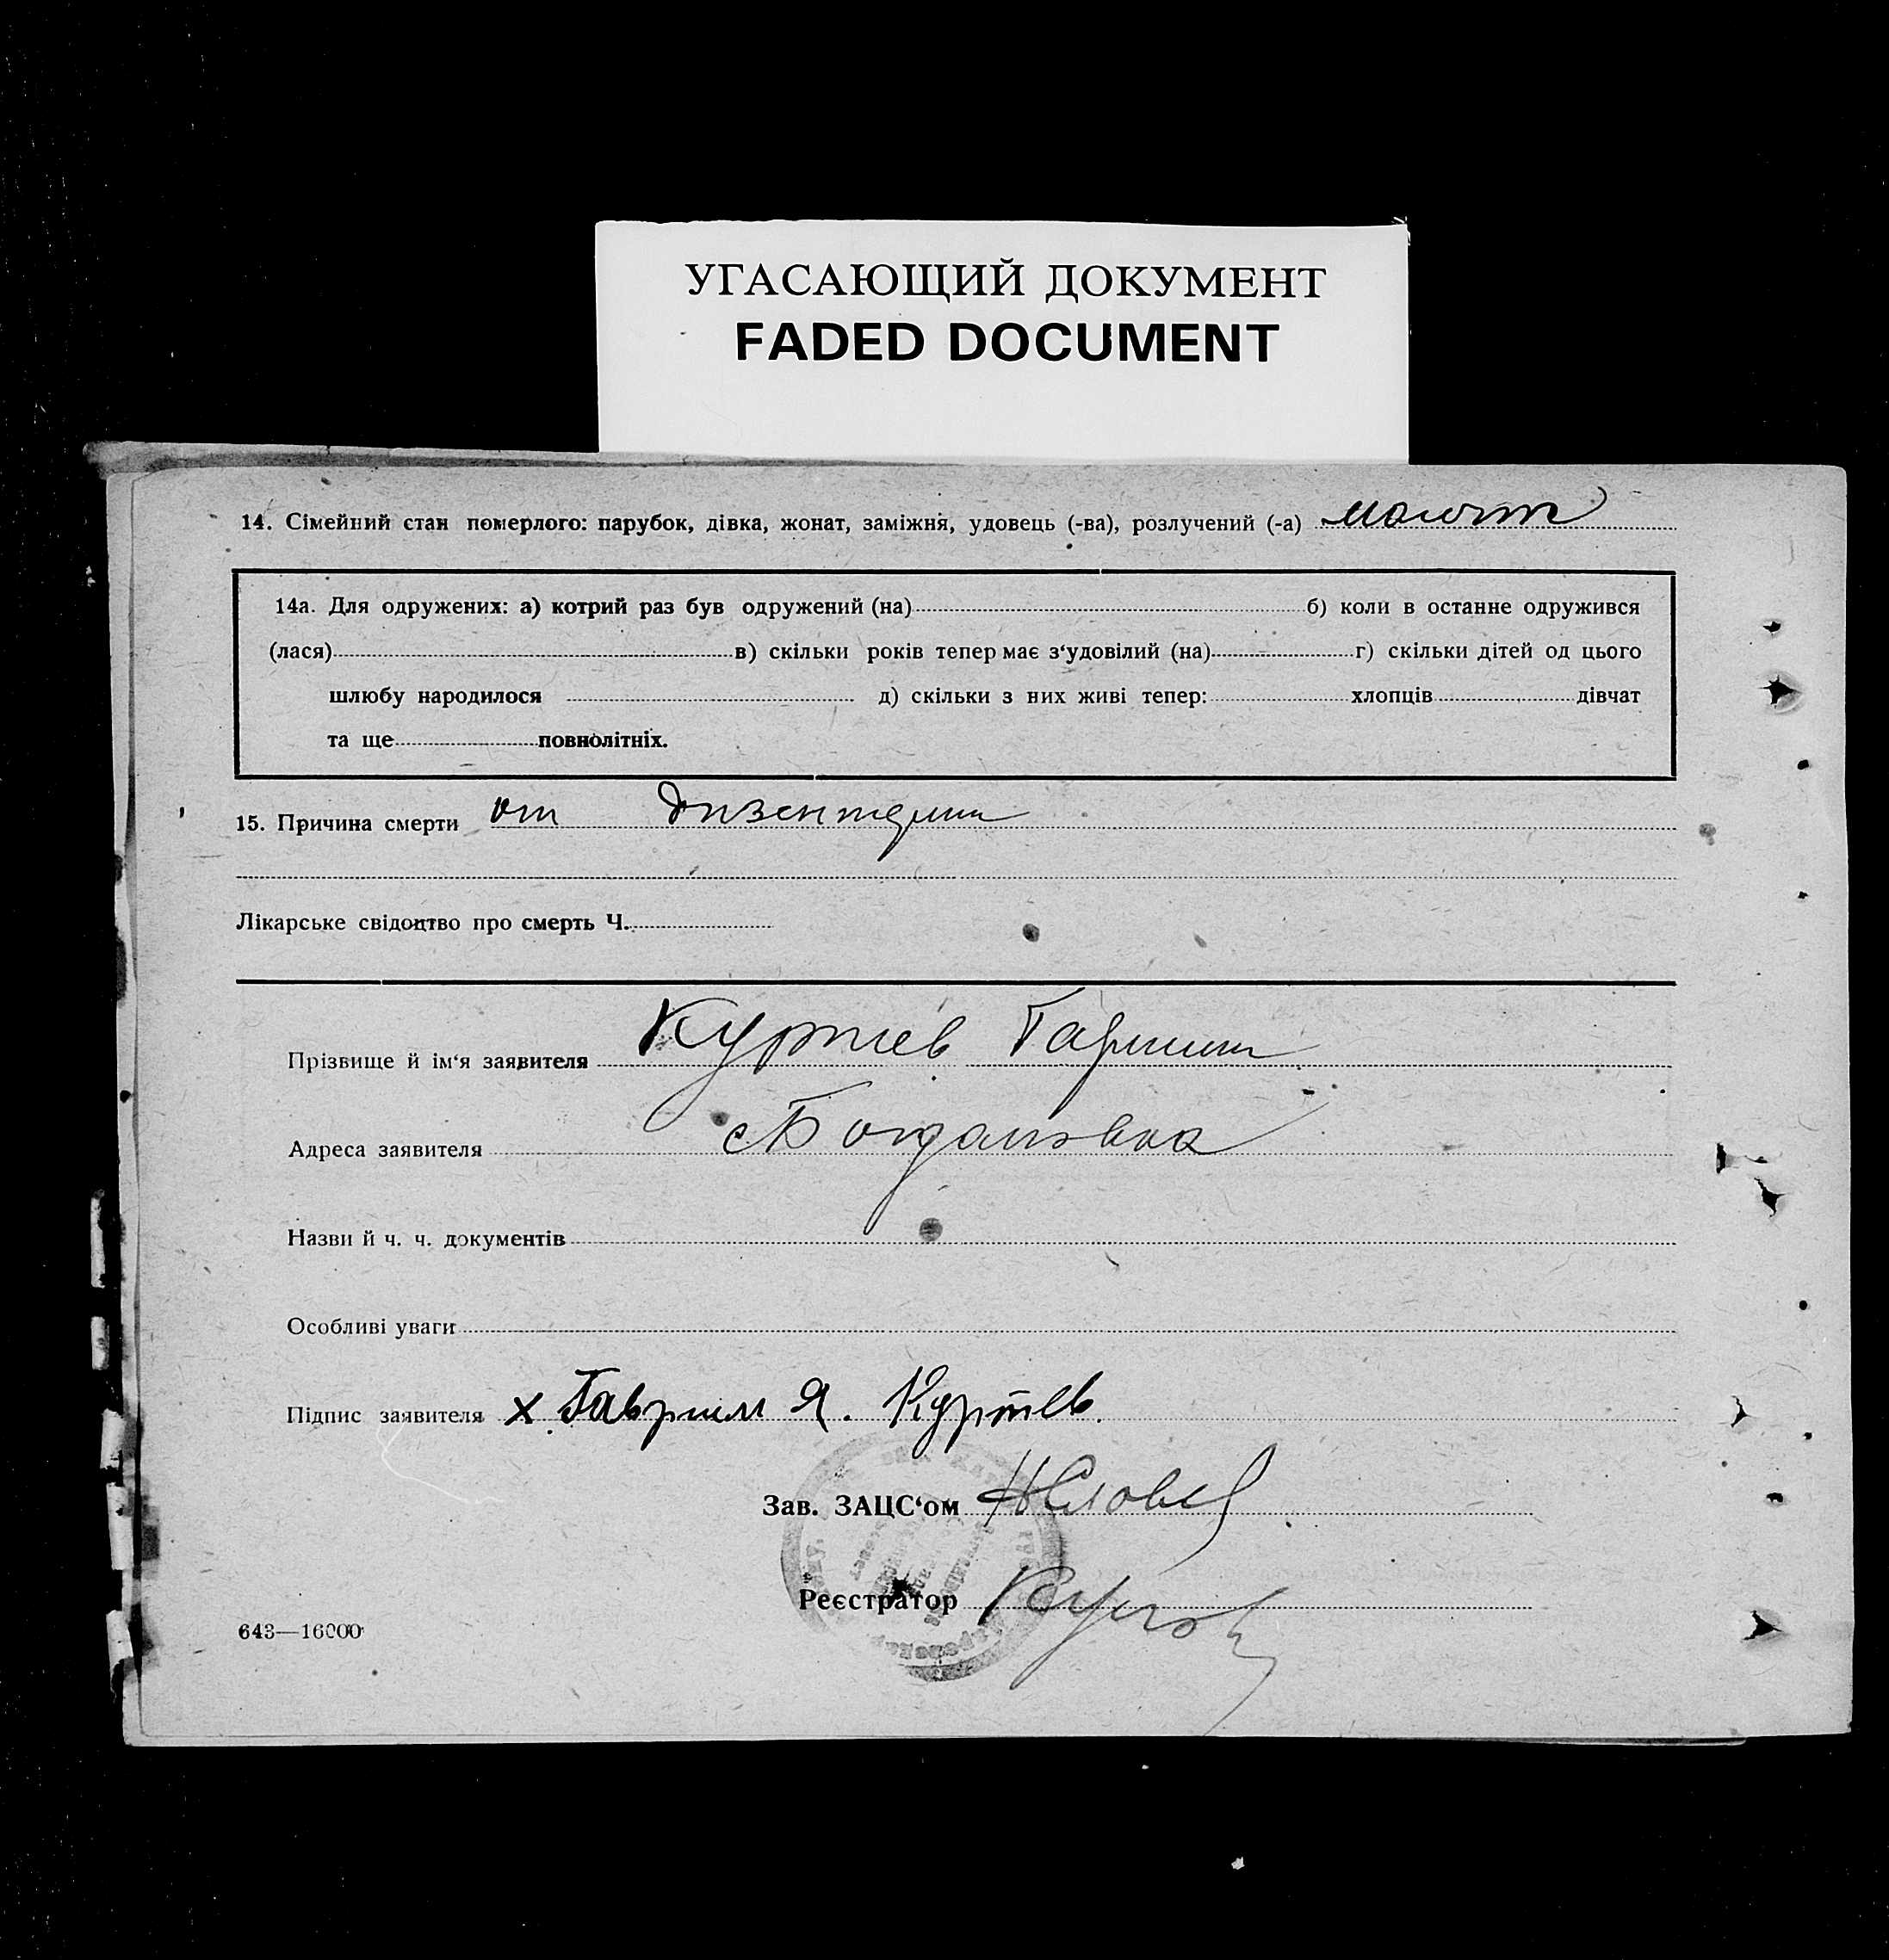 УГАСАЮЩИЙ ДОКУМЕНТ
FADED DOCUMENT
14. Сімейний стан померлого: парубок, дівка, жонат, заміжня, удовець (-ва), розлучений (-а)
14а. Для одружених: а) котрий раз був одружений (на) б) коли в останне одружився
(лася) в) скільки років тепер має з‘удовілий (на) г) скільки дітей од цього
шлюбу народилося д) скільки з них живі тепер: хлопців дівчат
та ще повнолітніх.
15. Причина смерти от дизентерии
Лікарське свідоцтво про смерть Ч.
Прізвище й ім‘я заявителя Куртев
Адреса заявителя с Богдановка
Назви й ч. ч. документів
Особливі уваги
Підпис заявителя х Гавриил Я. Куртев.
Зав. ЗАЦС‘ом
Реєстратор
643—16000